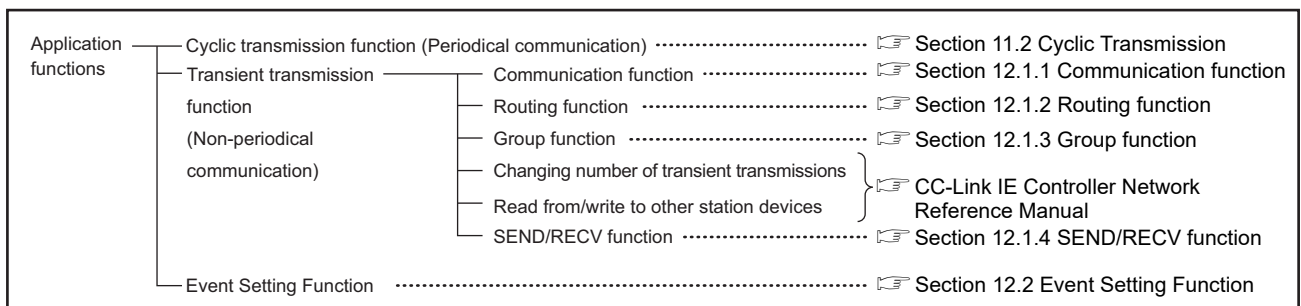 Application functions
Cyclic transmission function (Periodical communication) Section 11.2 Cyclic Transmission
Transient transmission function (Non-periodical communication)
Communication function Section 12.1.1 Communication function
Routing function Section 12.1.2 Routing function
Group function Section 12.1.3 Group function
Changing number of transient transmissions
Read from/write to other station devices
CC-Link IE Controller Network
Reference Manual
SEND/RECV function Section 12.1.4 SEND/RECV function
Event Setting Function Section 12.2 Event Setting Function